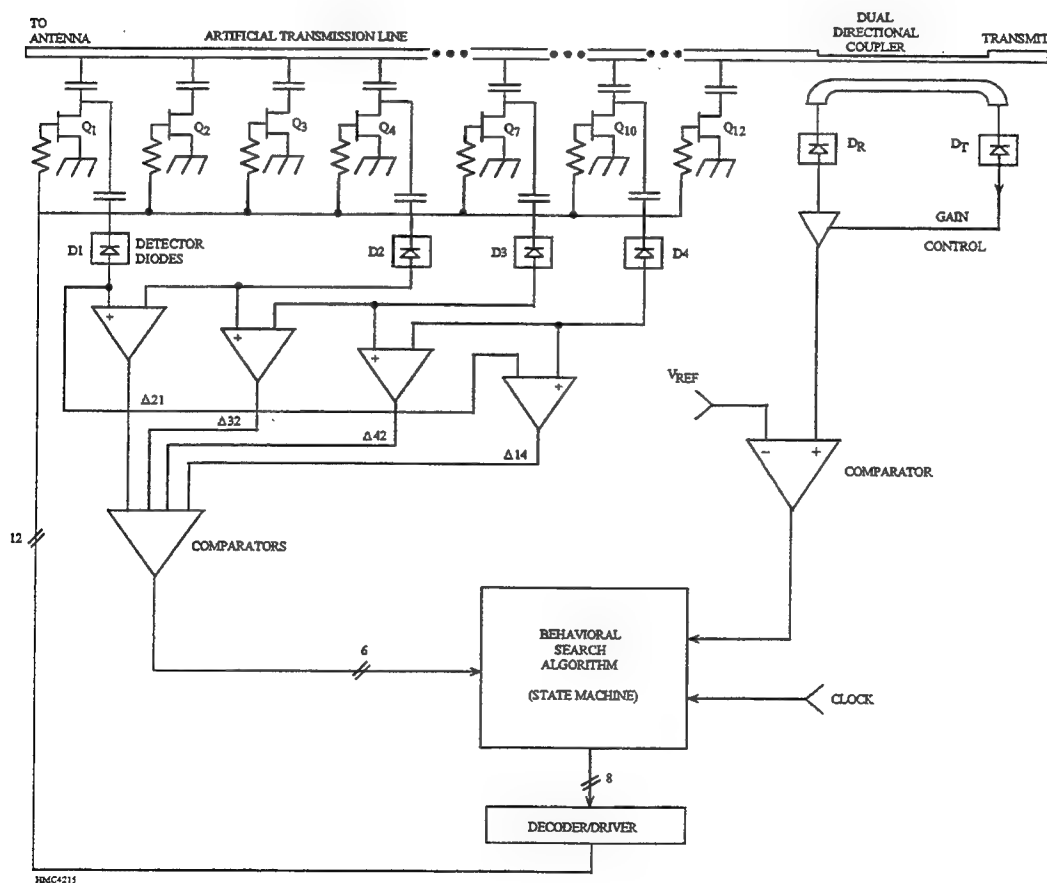 TO
ANTENNA
ARTIFICIAL TRANSMISSION LINE
DUAL
DIRECTIONAL
COUPLER
TRANSMIT
Q1
Q2
Q3
Q4
Q7
Q10
Q12
DR
DT
GAIN
CONTROL
D1
DETECTOR
DIODES
D2
D3
D4
+
+
+
+
Δ21
Δ32
Δ42
Δ14
VREF
− +
COMPARATOR
12
COMPARATORS
6
BEHAVIORAL
SEARCH
ALGORITHM
(STATE MACHINE)
CLOCK
8
DECODER/DRIVER
HMC4215